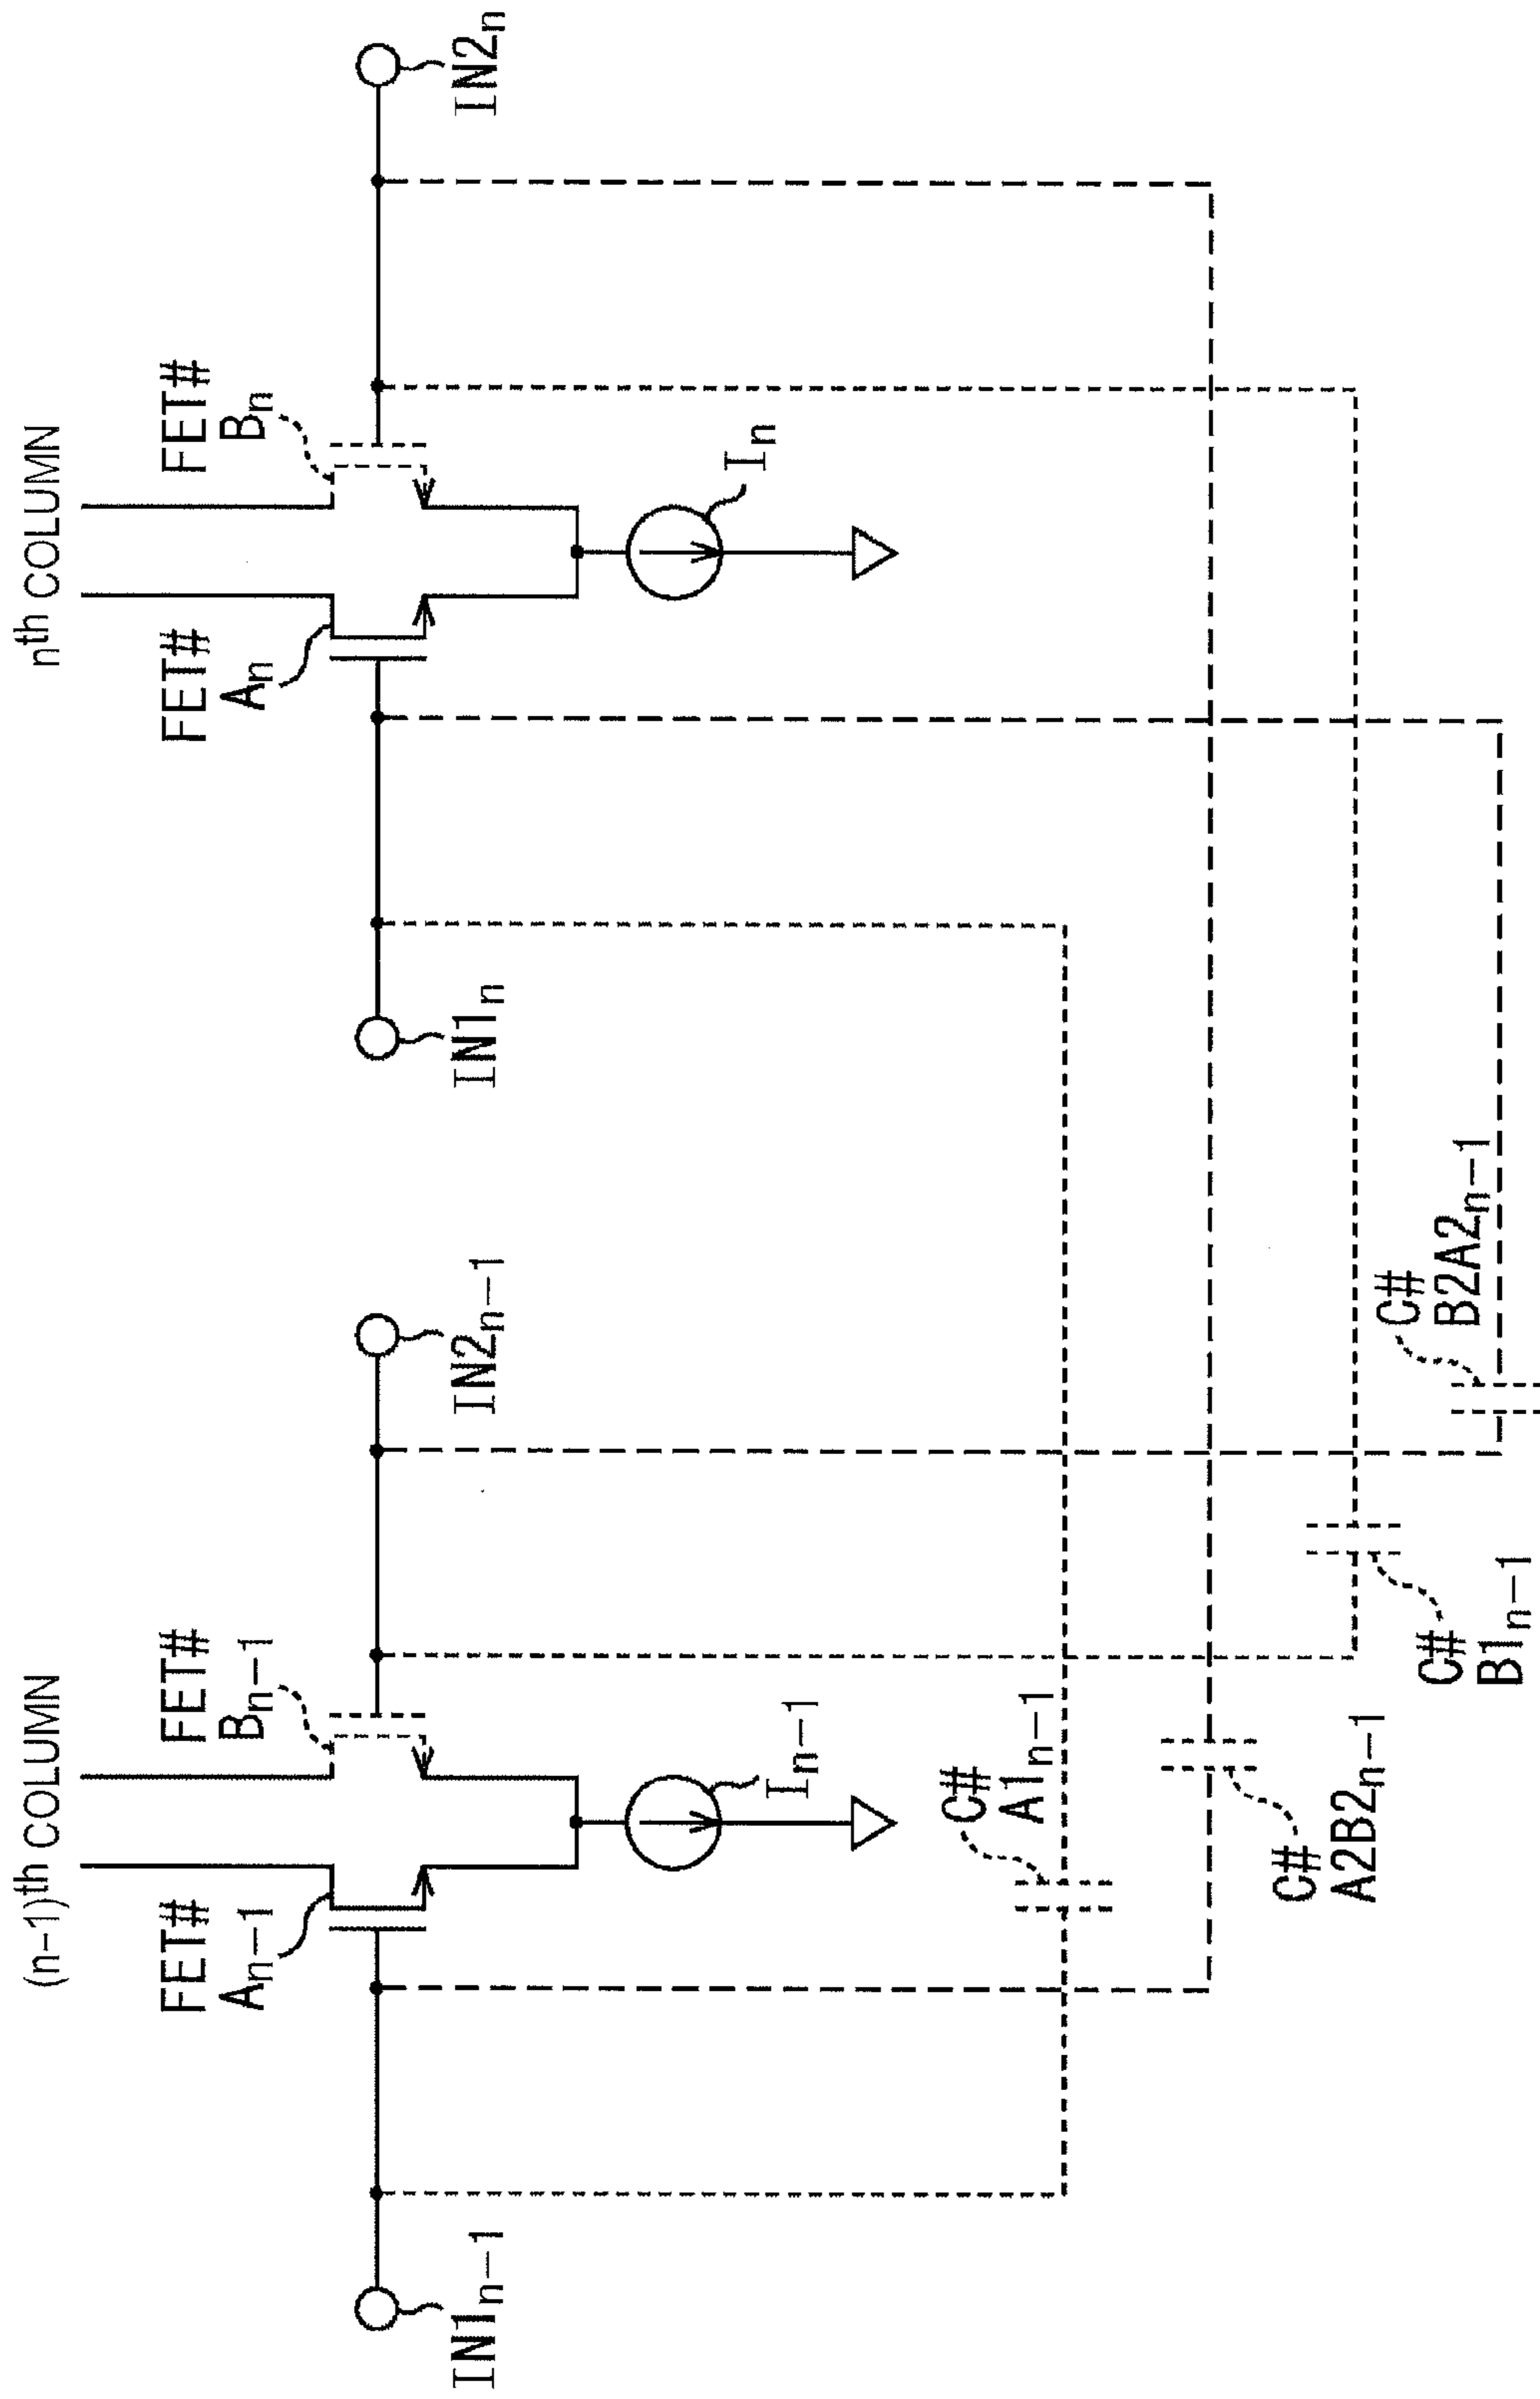 (n-1)th COLUMN
nth COLUMN
FET#
An-1
FET#
Bn-1
FET#
An
FET#
Bn
IN1n-1
IN2n-1
IN1n
IN2n
In-1
In
C#
A1n-1
C#
A2B2n-1
C#
B1n-1
C#
B2A2n-1